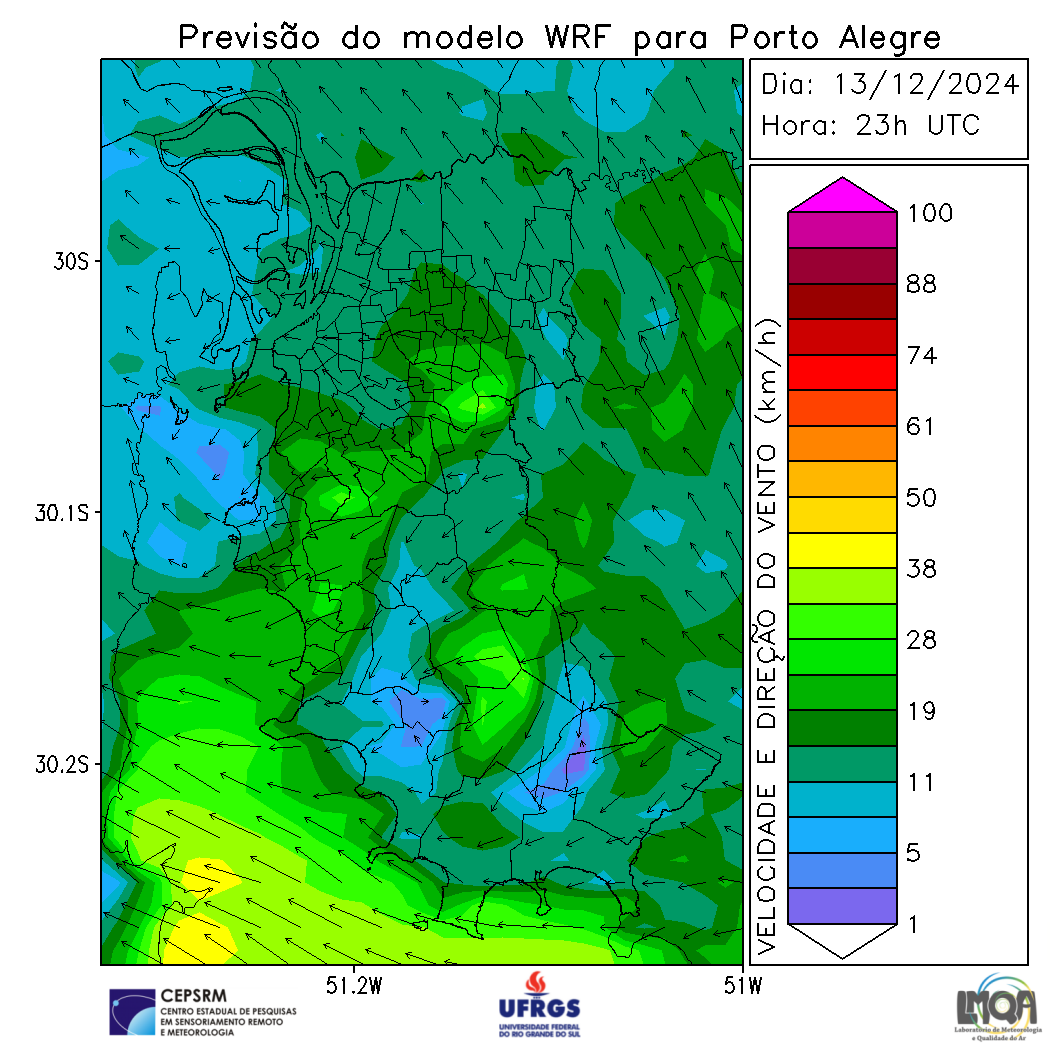 Previsão do modelo WRF para Porto Alegre
Dia: 13/12/2024
Hora: 23h UTC
30S
30.1S
30.2S
51.2W
51W
VELOCIDADE E DIREÇÃO DO VENTO (km/h)
100
88
74
61
50
38
28
19
11
5
1
CEPSRM
CENTRO ESTADUAL DE PESQUISAS
EM SENSORIAMENTO REMOTO
E METEOROLOGIA
UFRGS
UNIVERSIDADE FEDERAL
DO RIO GRANDE DO SUL
LMQA
Laboratório de Meteorologia
e Qualidade do Ar